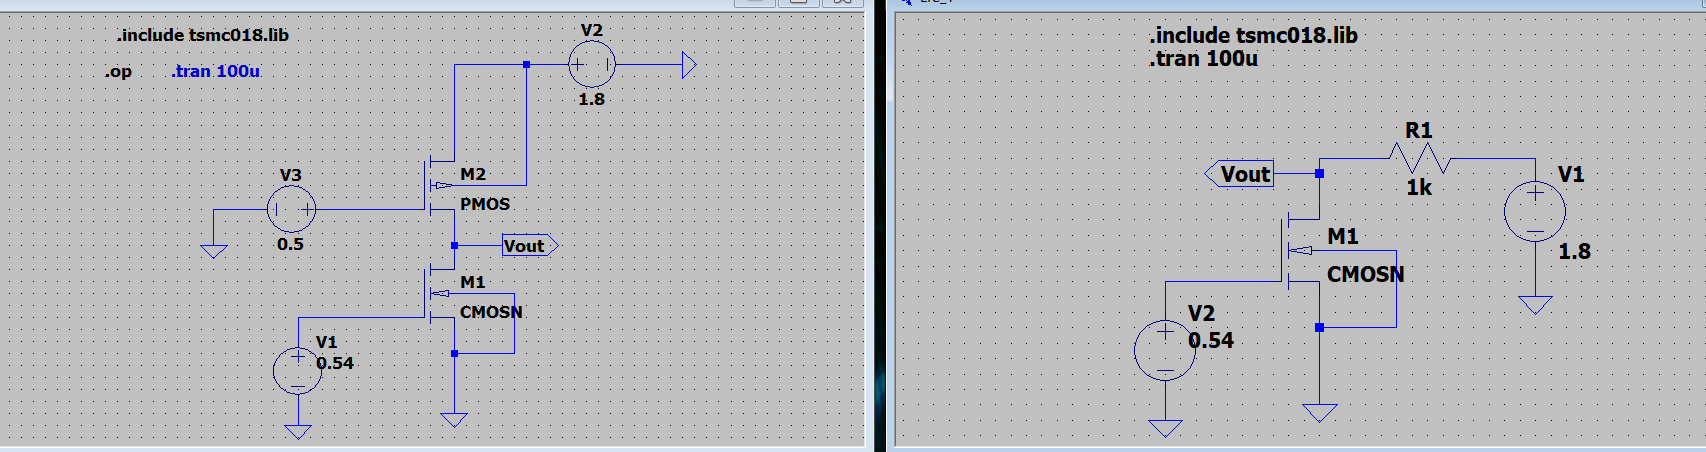 .include tsmc018.lib
.op
.tran 100u
V2
1.8
M2
PMOS
V3
0.5
Vout
M1
CMOSN
V1
0.54
.include tsmc018.lib
.tran 100u
R1
1k
Vout
V1
1.8
M1
CMOSN
V2
0.54